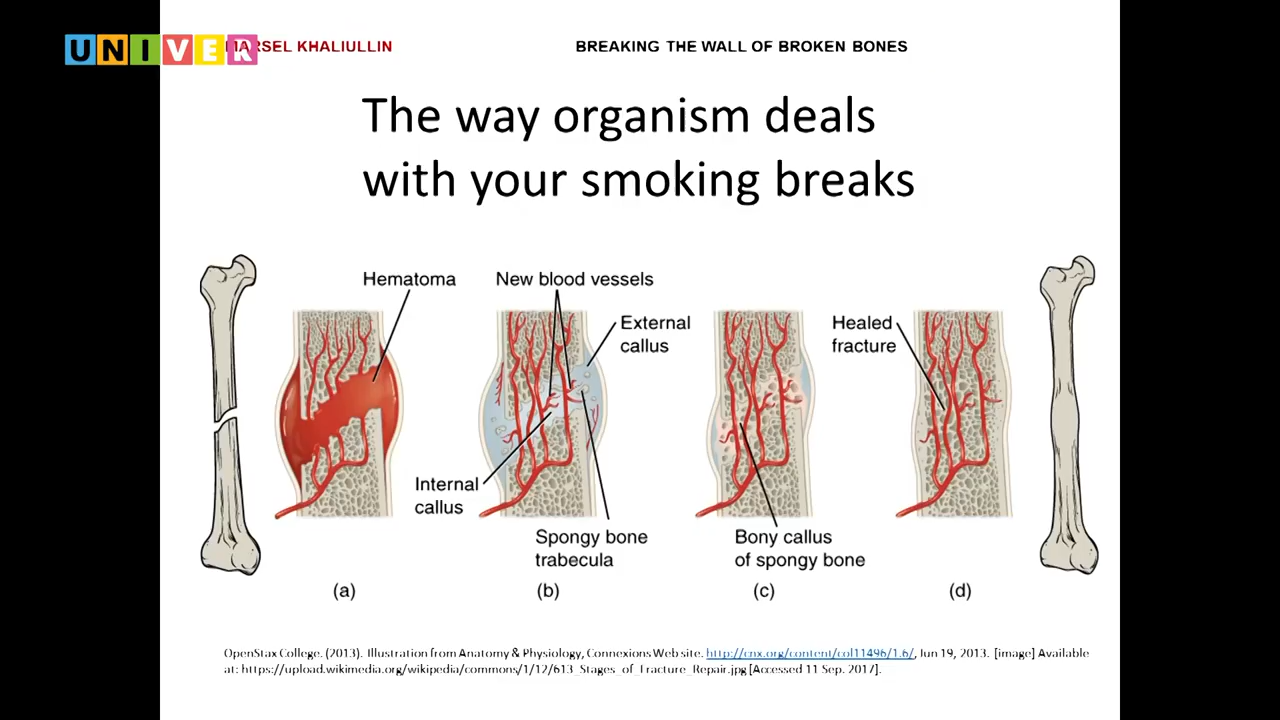 UNIVER
MARSEL KHALIULLIN
BREAKING THE WALL OF BROKEN BONES
The way organism deals
with your smoking breaks
Hematoma
New blood vessels
External
callus
Healed
fracture
Internal
callus
Spongy bone
trabecula
Bony callus
of spongy bone
(a)
(b)
(c)
(d)
OpenStax College. (2013). Illustration from Anatomy & Physiology, Connexions Web site. http://cnx.org/content/col11496/1.6/, Jun 19, 2013. [image] Available
at: https://upload.wikimedia.org/wikipedia/commons/1/12/613_Stages_of_Fracture_Repair.jpg [Accessed 11 Sep. 2017].